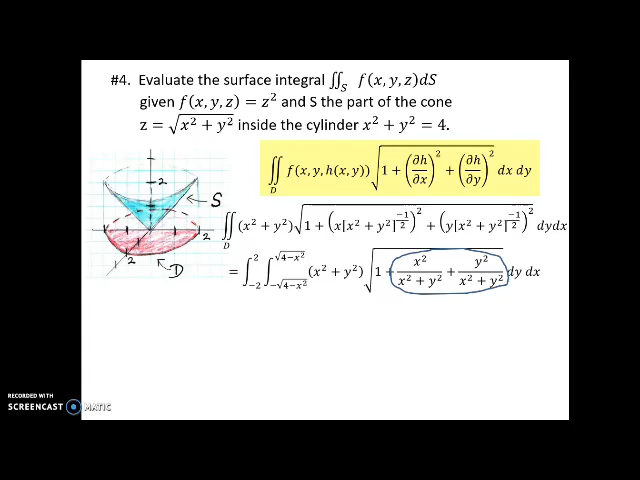 #4. Evaluate the surface integral ∬_S f(x, y, z)dS
given f(x, y, z) = z² and S the part of the cone
z = √(x² + y²) inside the cylinder x² + y² = 4.
∬_D f(x, y, h(x, y)) √(1 + (∂h/∂x)² + (∂h/∂y)²) dx dy
2
S
∬_D (x² + y²) √(1 + (x|x² + y²|^(-1/2))² + (y|x² + y²|^(-1/2))²) dydx
2
2
D
= ∫_{-2}^{2} ∫_{-√(4-x²)}^{√(4-x²)} (x² + y²) √(1 + x²/(x² + y²) + y²/(x² + y²)) dy dx
RECORDED WITH
SCREENCAST MATIC